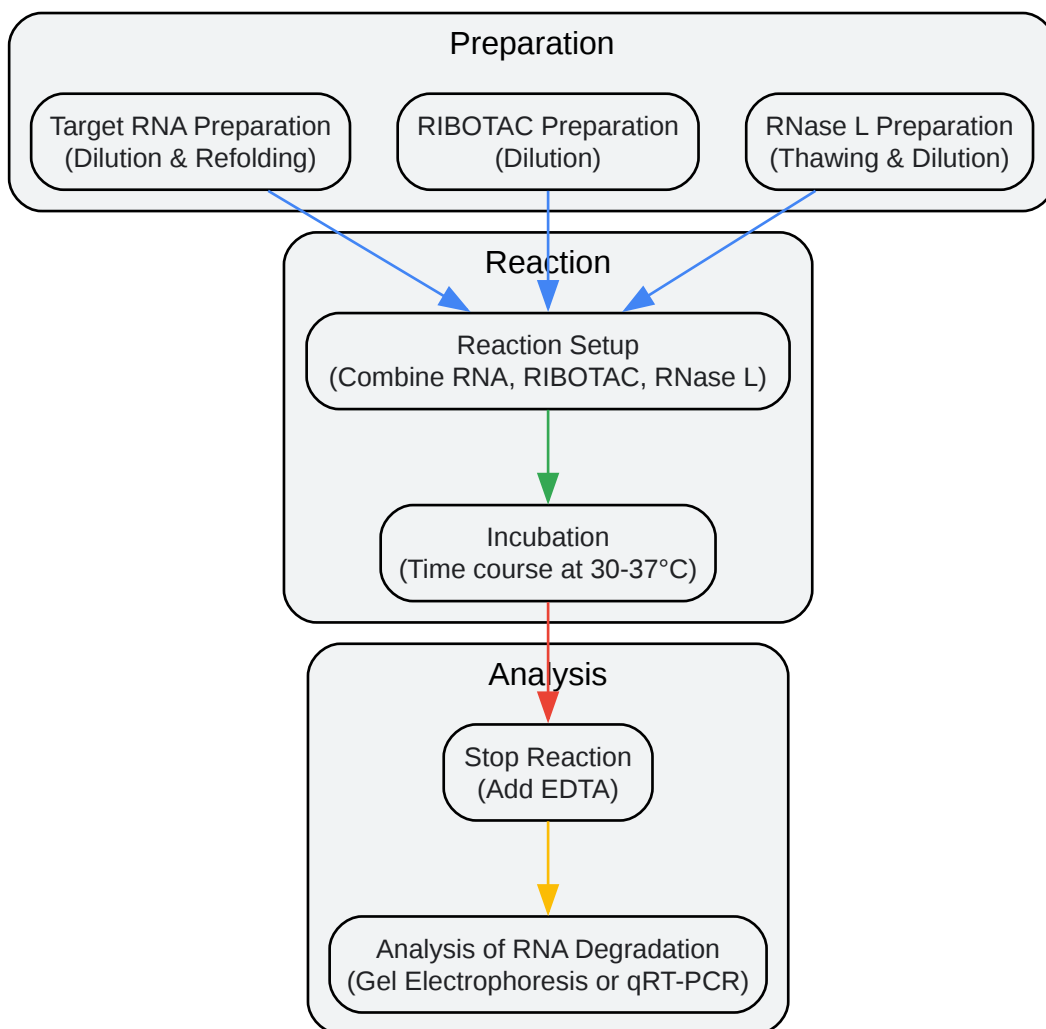 Preparation
Target RNA Preparation
(Dilution & Refolding)
RIBOTAC Preparation
(Dilution)
RNase L Preparation
(Thawing & Dilution)
Reaction
Reaction Setup
(Combine RNA, RIBOTAC, RNase L)
Incubation
(Time course at 30-37°C)
Analysis
Stop Reaction
(Add EDTA)
Analysis of RNA Degradation
(Gel Electrophoresis or qRT-PCR)